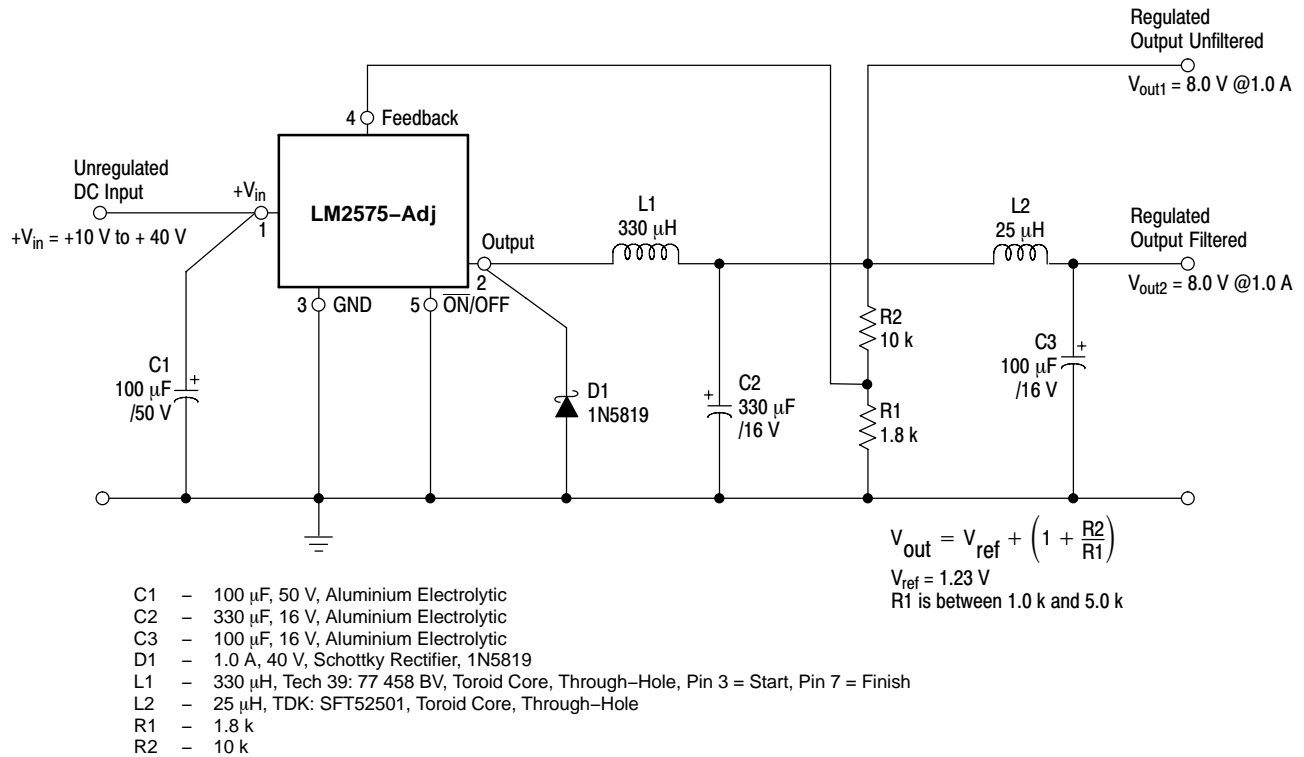 Regulated
Output Unfiltered
Vout1 = 8.0 V @1.0 A
4 Feedback
Unregulated
DC Input
+Vin
1
+Vin = +10 V to + 40 V
LM2575–Adj
Output
2
L1
330 μH
L2
25 μH
Regulated
Output Filtered
Vout2 = 8.0 V @1.0 A
3 GND
5 ON/OFF
R2
10 k
C1
100 μF
/50 V
+
D1
1N5819
+
C2
330 μF
/16 V
R1
1.8 k
C3
100 μF
/16 V
+
Vout = Vref + (1 + R2/R1)
Vref = 1.23 V
R1 is between 1.0 k and 5.0 k
C1 – 100 μF, 50 V, Aluminium Electrolytic
C2 – 330 μF, 16 V, Aluminium Electrolytic
C3 – 100 μF, 16 V, Aluminium Electrolytic
D1 – 1.0 A, 40 V, Schottky Rectifier, 1N5819
L1 – 330 μH, Tech 39: 77 458 BV, Toroid Core, Through–Hole, Pin 3 = Start, Pin 7 = Finish
L2 – 25 μH, TDK: SFT52501, Toroid Core, Through–Hole
R1 – 1.8 k
R2 – 10 k